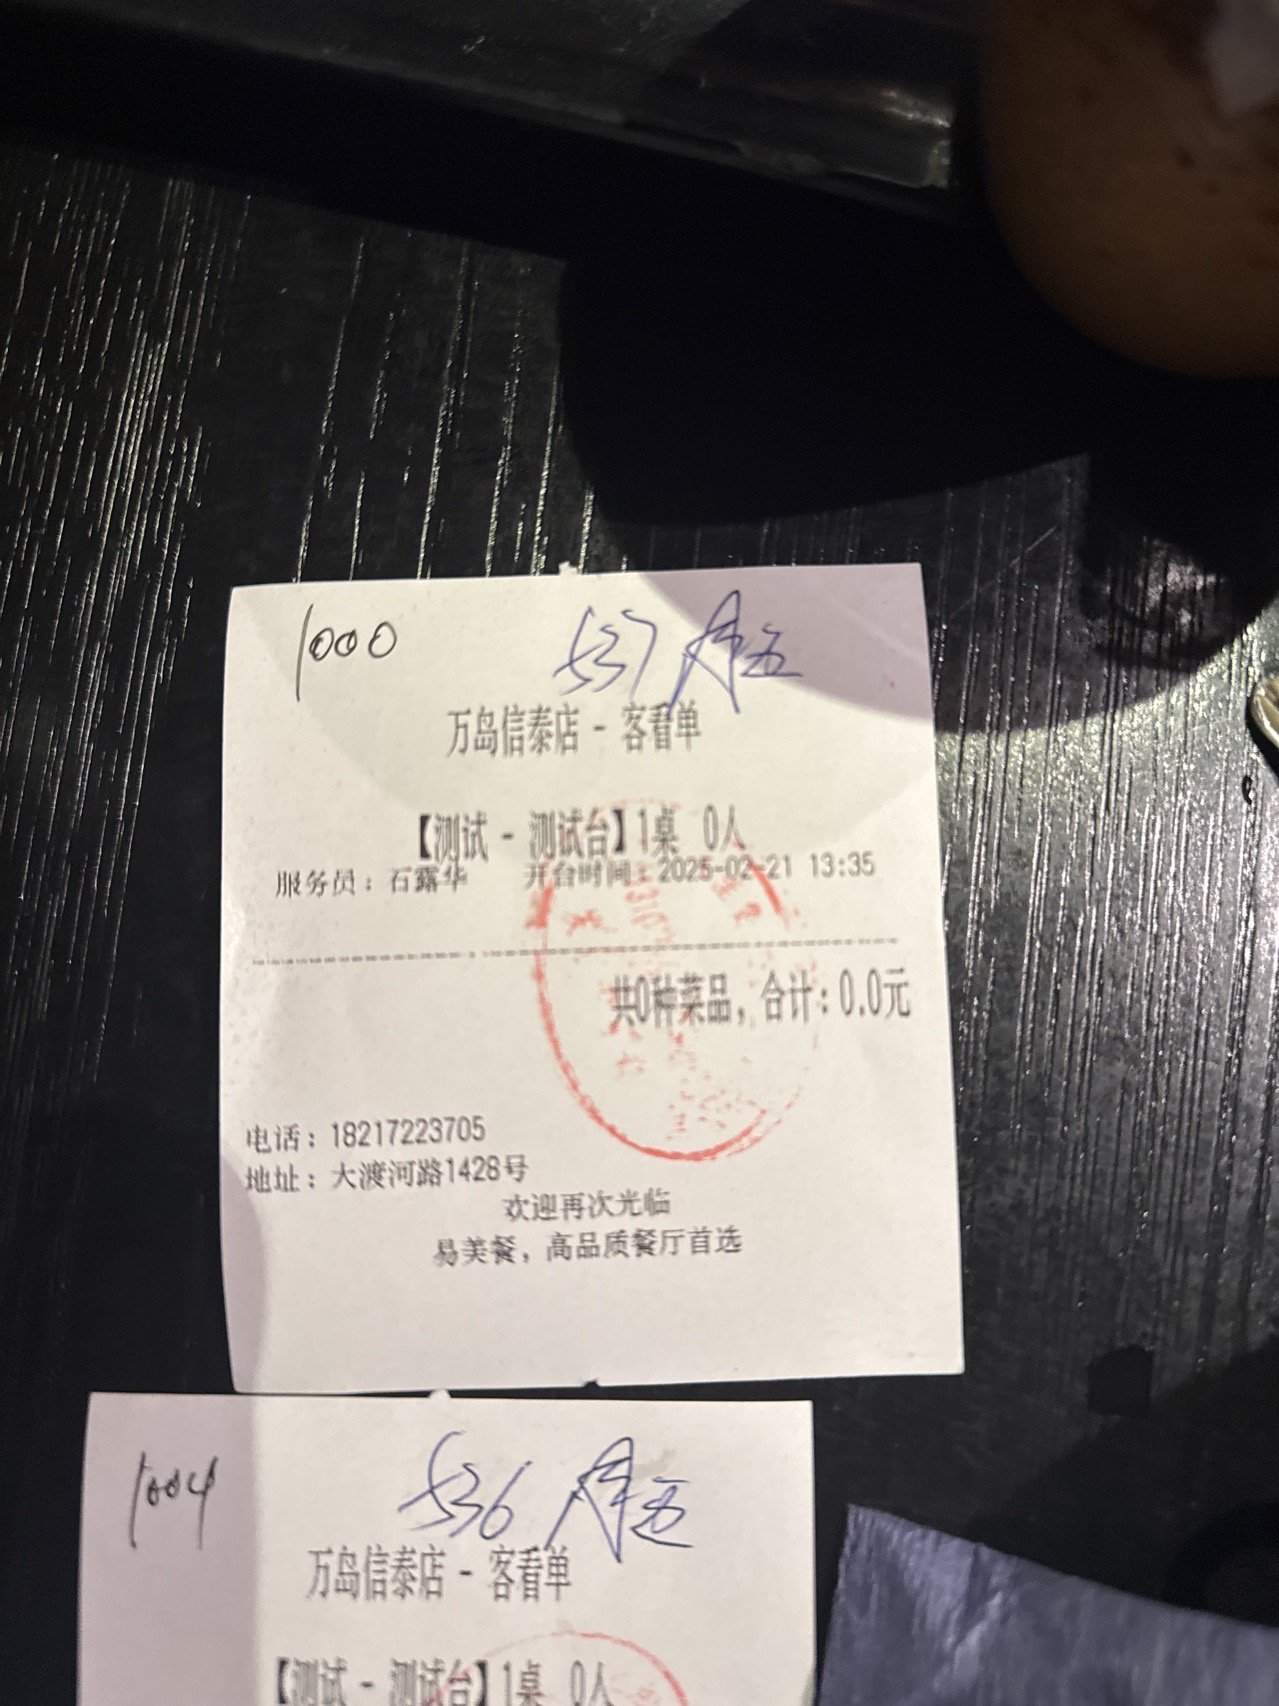 1000 537 周五
万岛信泰店 - 客看单
【测试 - 测试台】1桌 0人
服务员：石露华 开台时间：2025-02-21 13:35
共0种菜品，合计：0.0元
电话：18217223705
地址：大渡河路1428号
欢迎再次光临
易美餐，高品质餐厅首选
1004 536 周五
万岛信泰店 - 客看单
【测试 - 测试台】1桌 0人